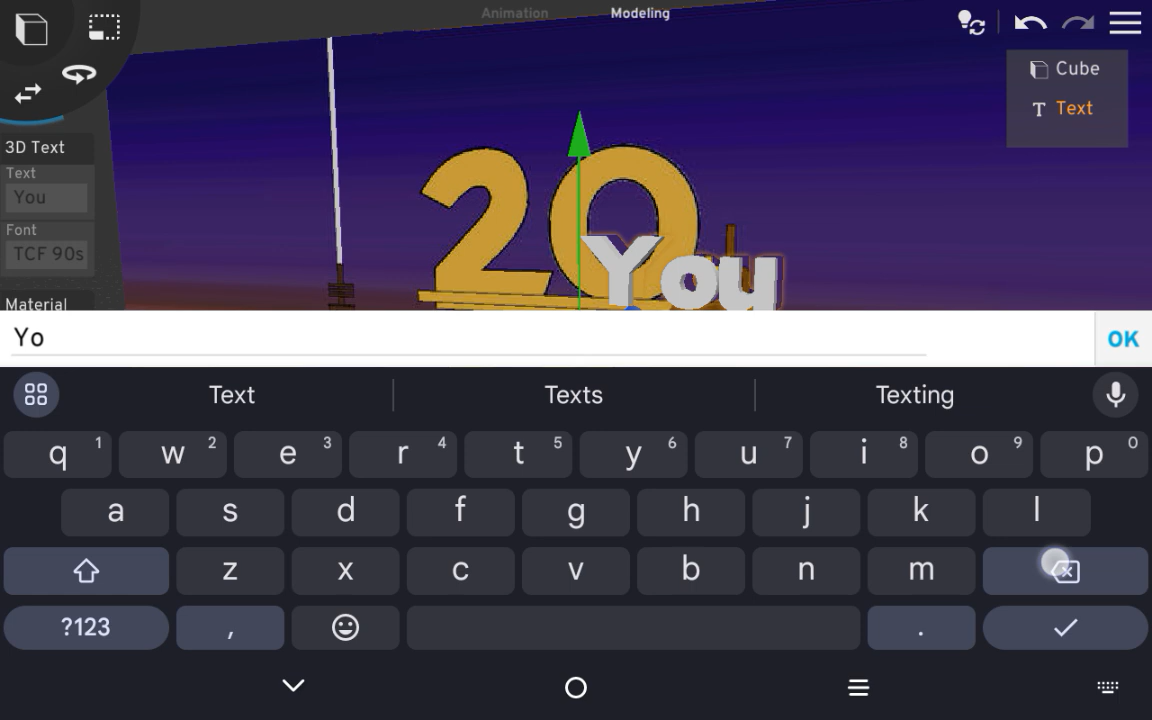 Animation
Modeling
Cube
Text
3D Text
Text
You
Font
TCF 90s
Material
20
You
Yo
OK
Text
Texts
Texting
q 1 w 2 e 3 r 4 t 5 y 6 u 7 i 8 o 9 p 0
a s d f g h j k l
z x c v b n m
?123 , .